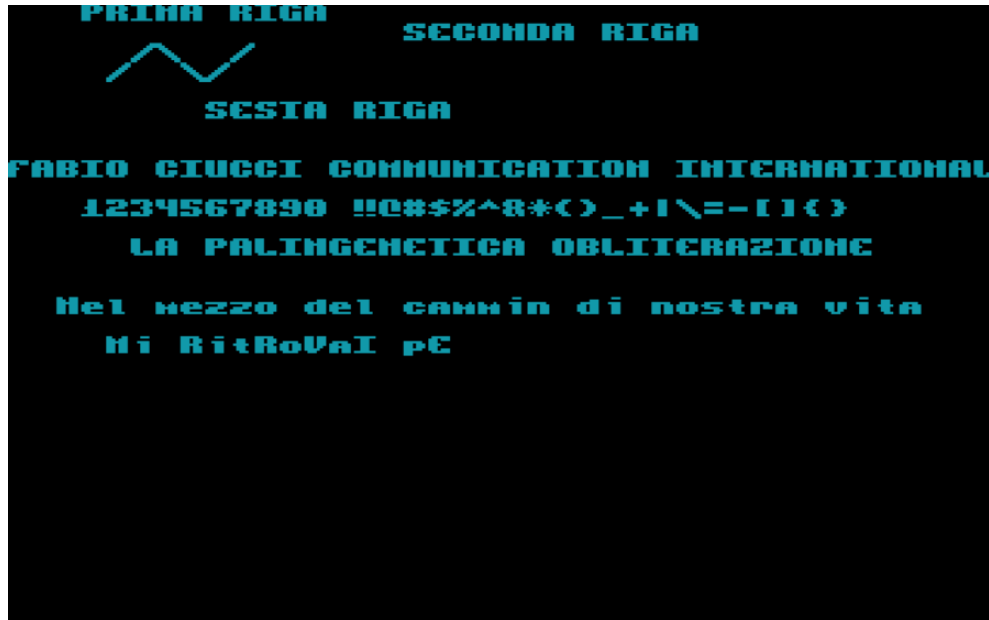 PRIMA RIGA
SECONDA RIGA
/\/
SESTA RIGA
FABIO CIUCCI COMMUNICATION INTERNATIONAL
1234567890 !!@#$%^&*()_+|\=-[]{}
LA PALINGENETICA OBLITERAZIONE
Nel mezzo del cammin di nostra vita
Mi RitRoVaI pE